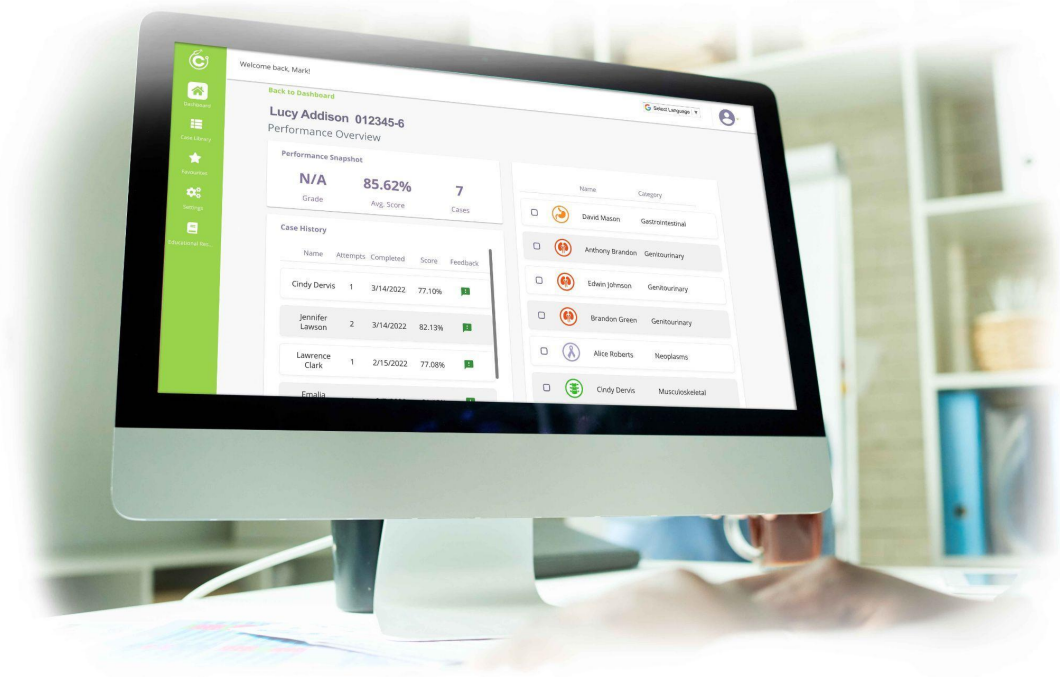 C
Welcome back, Mark!
Select Language ▼
Dashboard
Case Library
Favourites
Settings
Educational Res...
Back to Dashboard
Lucy Addison 012345-6
Performance Overview
Performance Snapshot
N/A 85.62% 7
Grade Avg. Score Cases
Case History
Name Attempts Completed Score Feedback
Cindy Dervis 1 3/14/2022 77.10%
Jennifer
Lawson 2 3/14/2022 82.13%
Lawrence
Clark 1 2/15/2022 77.08%
Emalia
Name Category
David Mason Gastrointestinal
Anthony Brandon Genitourinary
Edwin Johnson Genitourinary
Brandon Green Genitourinary
Alice Roberts Neoplasms
Cindy Dervis Musculoskeletal